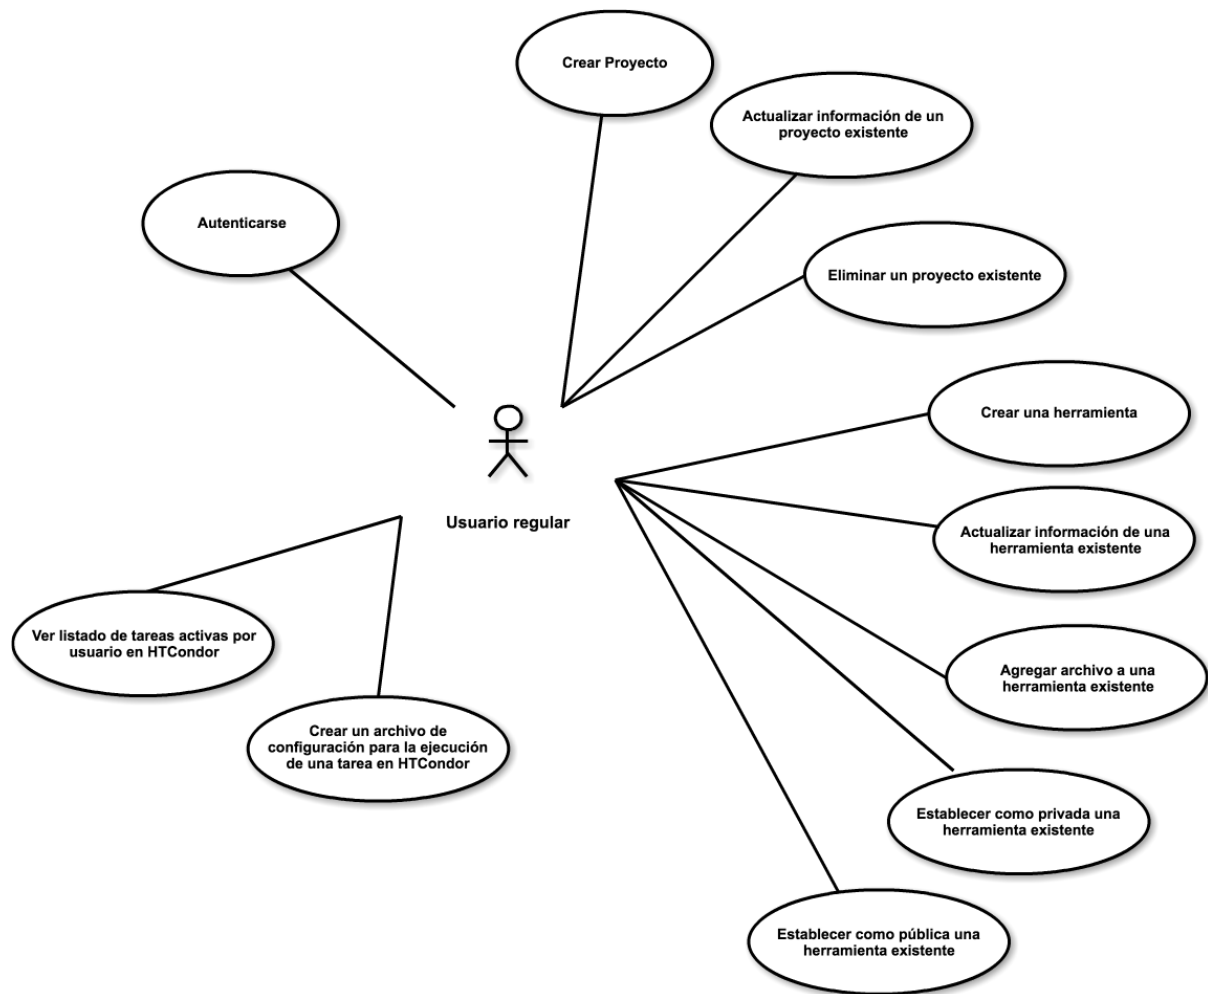 Crear Proyecto
Actualizar información de un
proyecto existente
Autenticarse
Eliminar un proyecto existente
Crear una herramienta
Usuario regular
Actualizar información de una
herramienta existente
Ver listado de tareas activas por
usuario en HTCondor
Agregar archivo a una
herramienta existente
Crear un archivo de
configuración para la ejecución
de una tarea en HTCondor
Establecer como privada una
herramienta existente
Establecer como pública una
herramienta existente